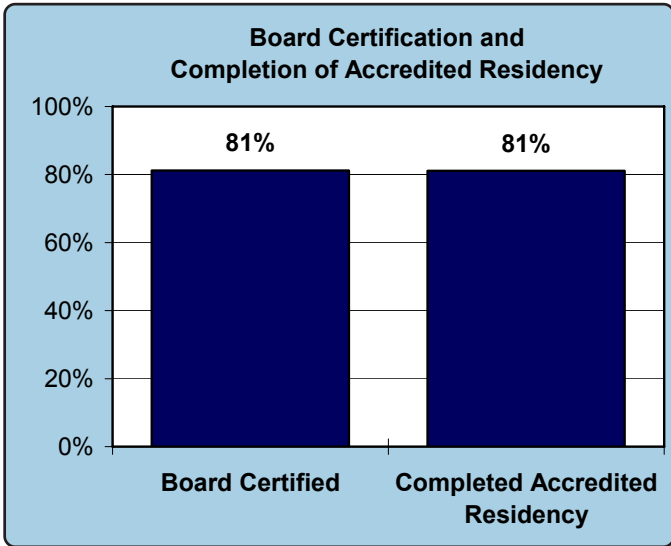 Board Certification and
Completion of Accredited Residency
100%
80%
60%
40%
20%
0%
81%
81%
Board Certified
Completed Accredited
Residency